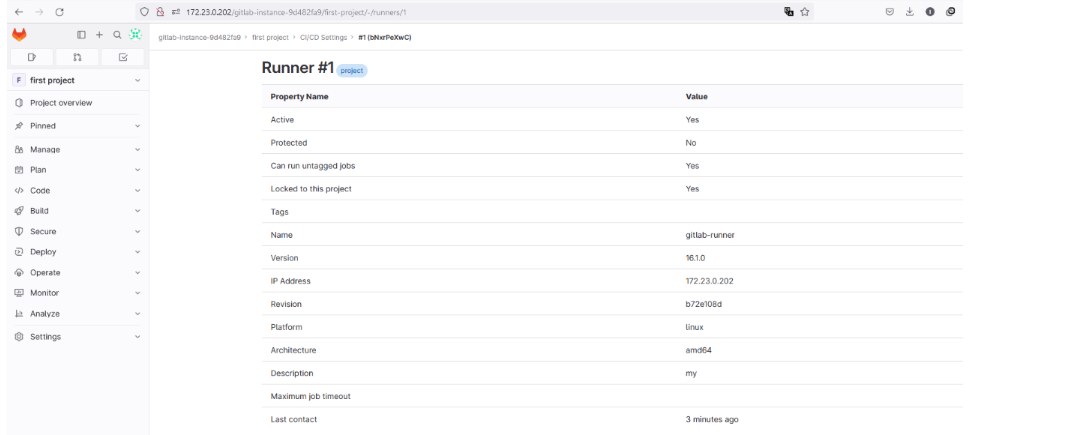 172.23.0.202/gitlab-instance-9d482fa9/first-project/-/runners/1
gitlab-instance-9d482fa9 › first project › CI/CD Settings › #1 (bNxrPeXwC)
F first project
Project overview
Pinned
Manage
Plan
Code
Build
Secure
Deploy
Operate
Monitor
Analyze
Settings
Runner #1 project
Property Name Value
Active Yes
Protected No
Can run untagged jobs Yes
Locked to this project Yes
Tags
Name gitlab-runner
Version 16.1.0
IP Address 172.23.0.202
Revision b72e108d
Platform linux
Architecture amd64
Description my
Maximum job timeout
Last contact 3 minutes ago